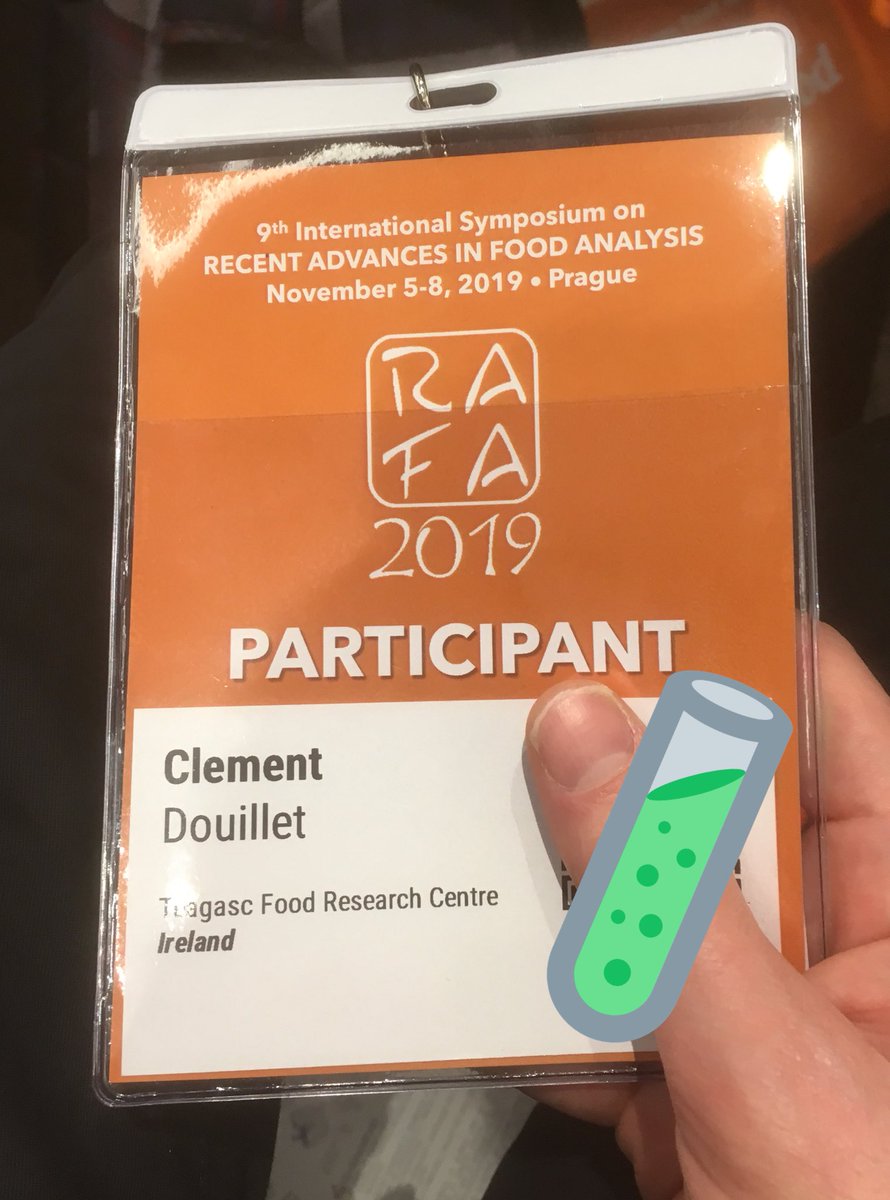 9th International Symposium on
RECENT ADVANCES IN FOOD ANALYSIS
November 5-8, 2019 • Prague
RA
FA
2019
PARTICIPANT
Clement
Douillet
Teagasc Food Research Centre
Ireland